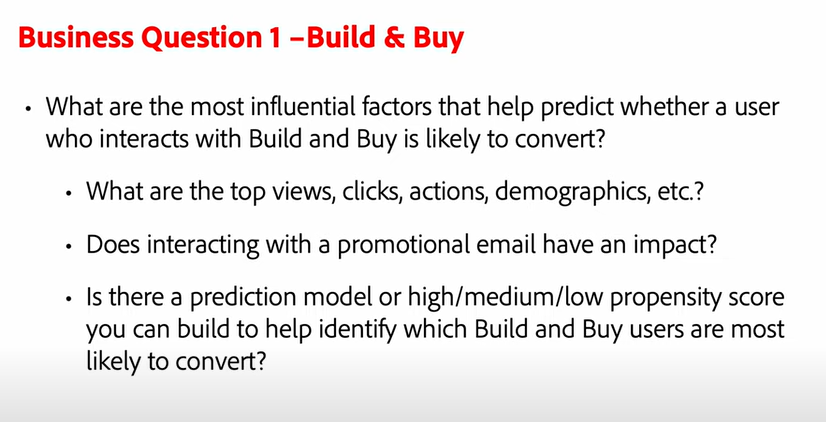 Business Question 1 –Build & Buy
• What are the most influential factors that help predict whether a user
who interacts with Build and Buy is likely to convert?
• What are the top views, clicks, actions, demographics, etc.?
• Does interacting with a promotional email have an impact?
• Is there a prediction model or high/medium/low propensity score
you can build to help identify which Build and Buy users are most
likely to convert?